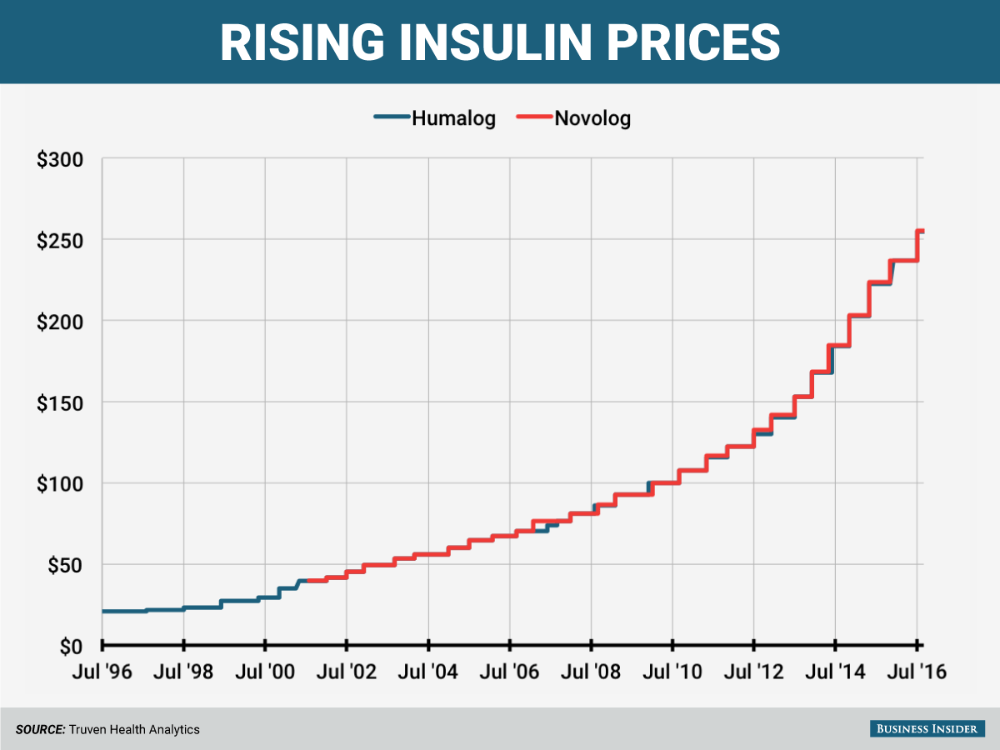 RISING INSULIN PRICES
Humalog Novolog
$300
$250
$200
$150
$100
$50
$0
Jul '96 Jul '98 Jul '00 Jul '02 Jul '04 Jul '06 Jul '08 Jul '10 Jul '12 Jul '14 Jul '16
SOURCE: Truven Health Analytics
BUSINESS INSIDER